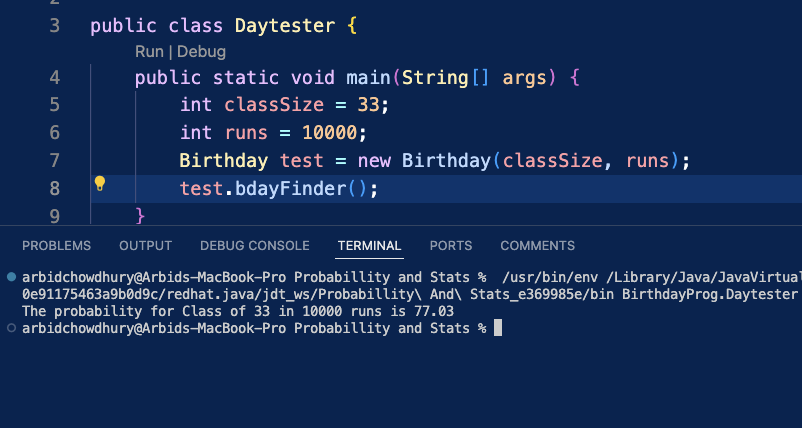 3 public class Daytester {
Run | Debug
4 public static void main(String[] args) {
5 int classSize = 33;
6 int runs = 10000;
7 Birthday test = new Birthday(classSize, runs);
8 test.bdayFinder();
9 }
PROBLEMS OUTPUT DEBUG CONSOLE TERMINAL PORTS COMMENTS
arbidchowdhury@Arbids-MacBook-Pro Probabillity and Stats % /usr/bin/env /Library/Java/JavaVirtua
0e91175463a9b0d9c/redhat.java/jdt_ws/Probabillity\ And\ Stats_e369985e/bin BirthdayProg.Daytester
The probability for Class of 33 in 10000 runs is 77.03
arbidchowdhury@Arbids-MacBook-Pro Probabillity and Stats %